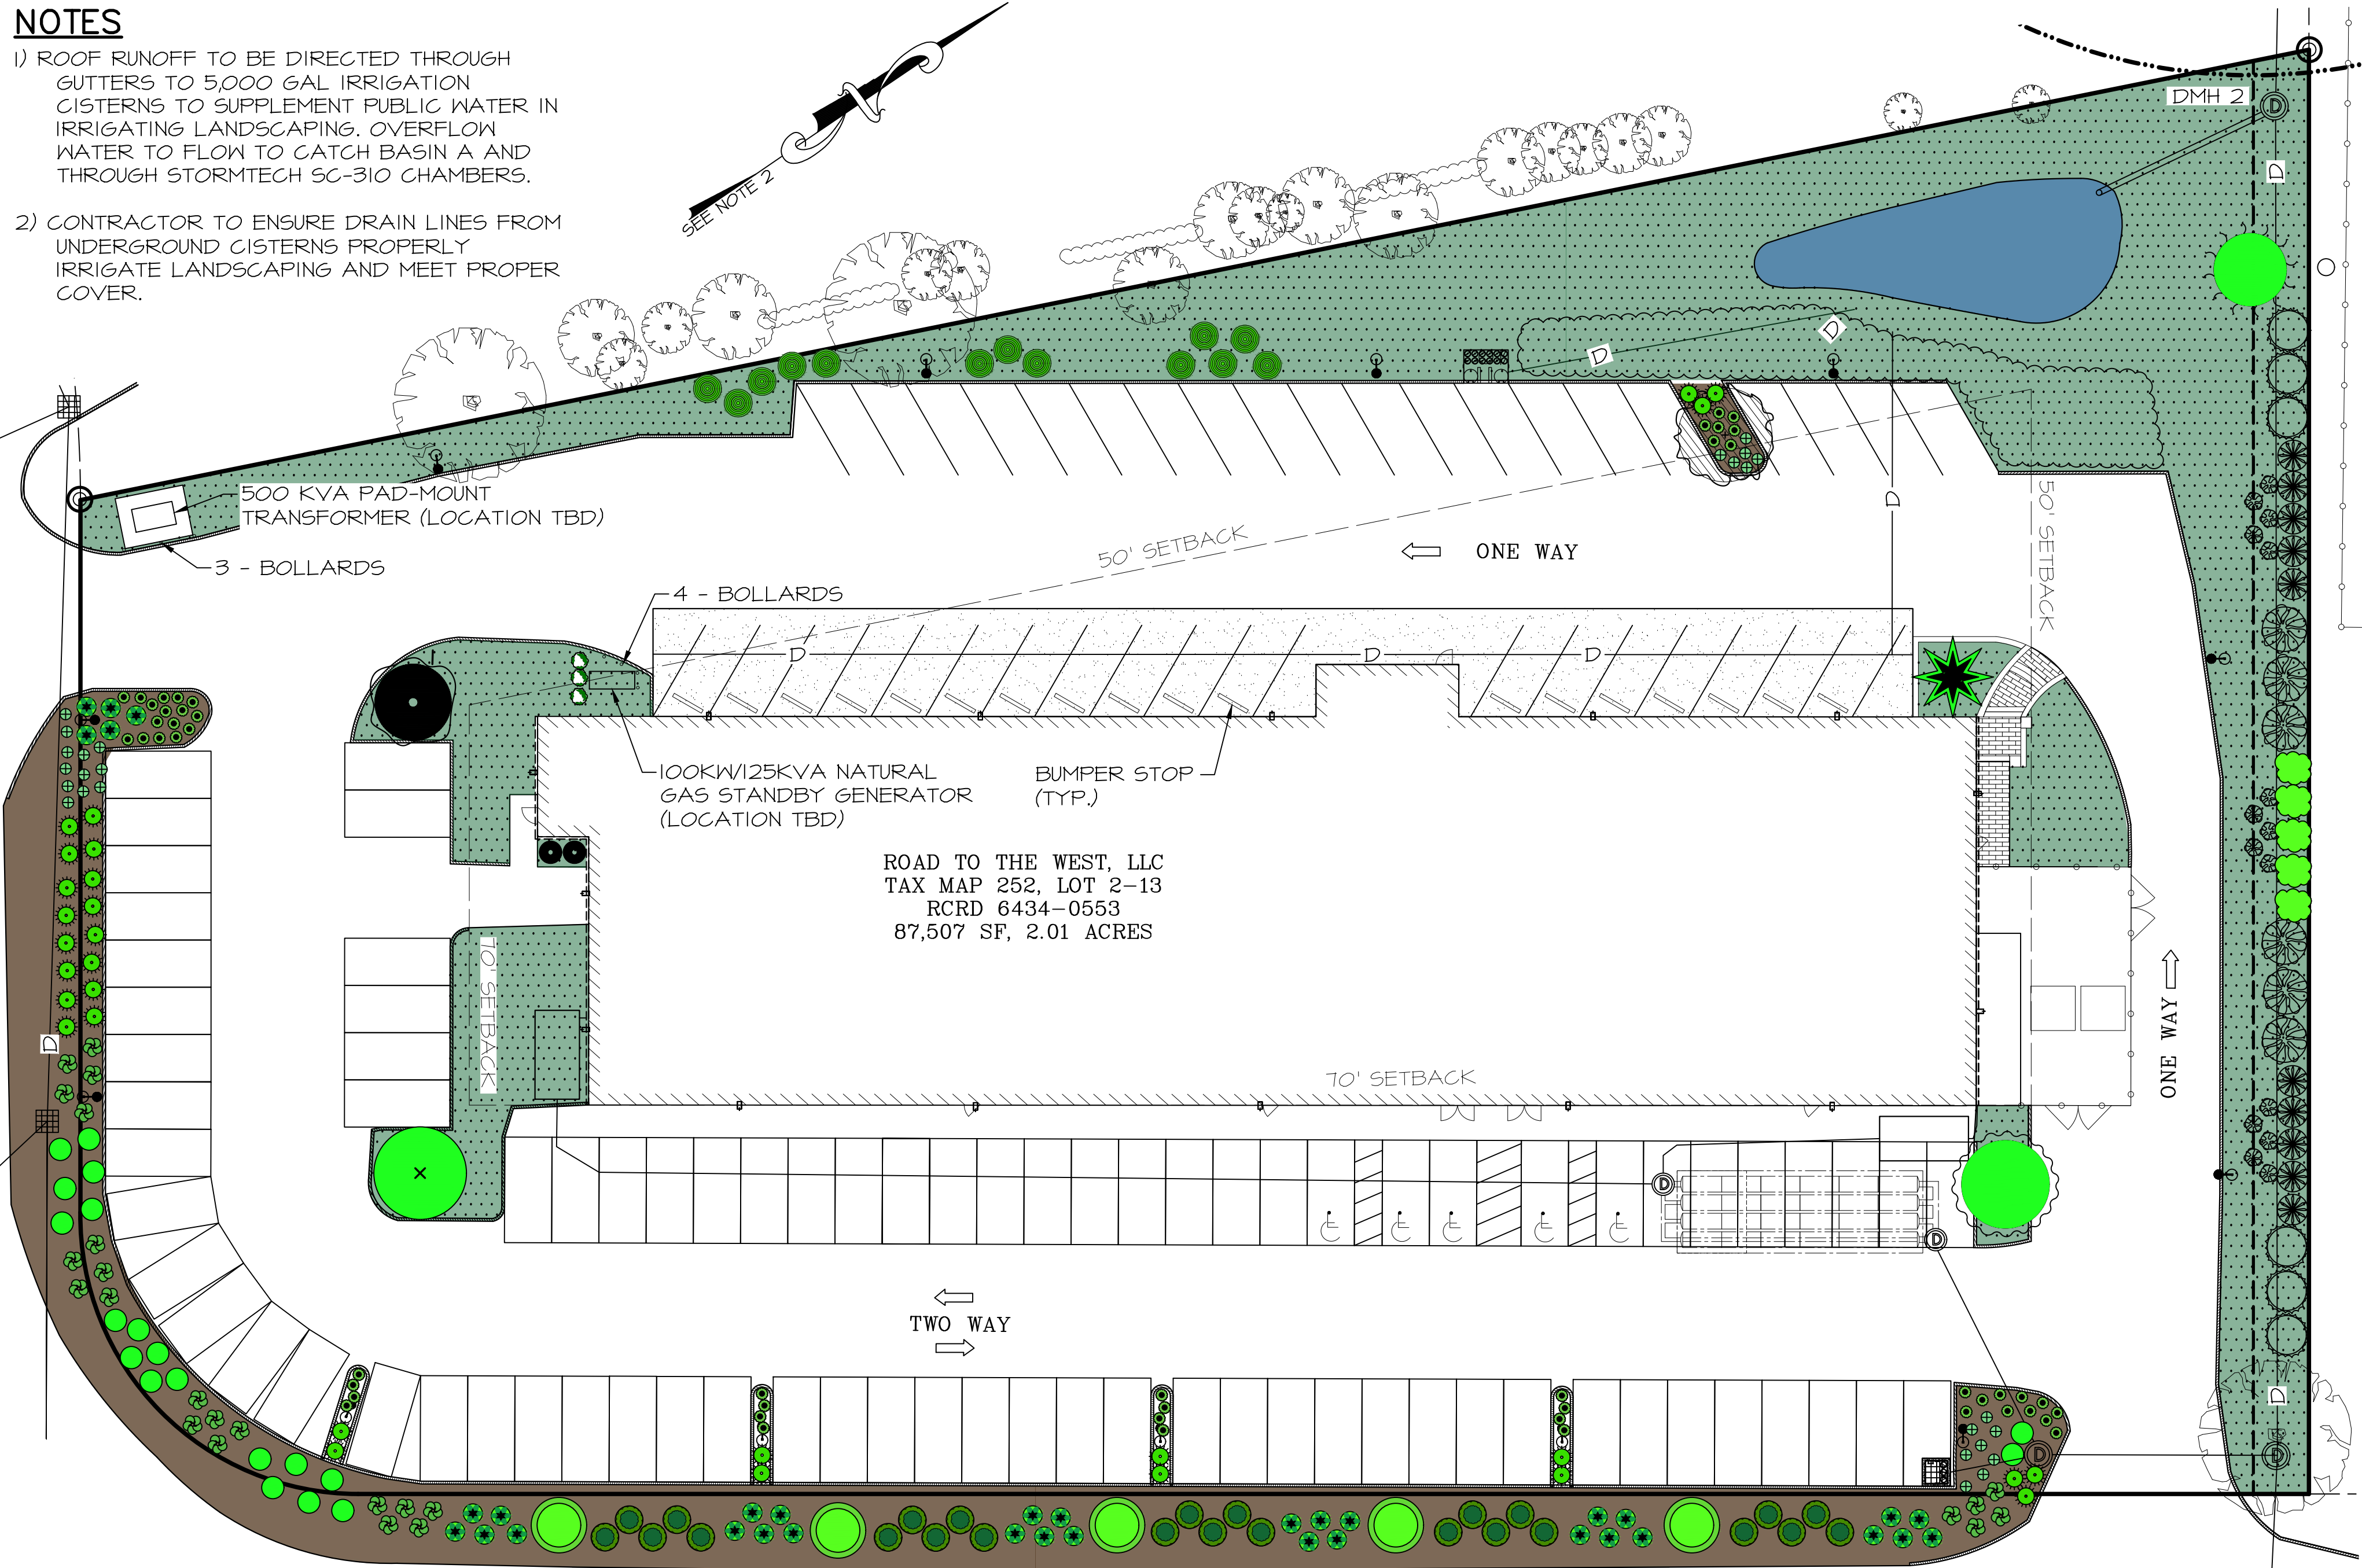 NOTES
1) ROOF RUNOFF TO BE DIRECTED THROUGH
GUTTERS TO 5,000 GAL IRRIGATION
CISTERNS TO SUPPLEMENT PUBLIC WATER IN
IRRIGATING LANDSCAPING. OVERFLOW
WATER TO FLOW TO CATCH BASIN A AND
THROUGH STORMTECH SC-310 CHAMBERS.
2) CONTRACTOR TO ENSURE DRAIN LINES FROM
UNDERGROUND CISTERNS PROPERLY
IRRIGATE LANDSCAPING AND MEET PROPER
COVER.
N
SEE NOTE 2
DMH 2
D
D
D
D
500 KVA PAD-MOUNT
TRANSFORMER (LOCATION TBD)
3 - BOLLARDS
50' SETBACK
ONE WAY
D
50' SETBACK
4 - BOLLARDS
D
D
D
100KW/125KVA NATURAL
GAS STANDBY GENERATOR
(LOCATION TBD)
BUMPER STOP
(TYP.)
ROAD TO THE WEST, LLC
TAX MAP 252, LOT 2-13
RCRD 6434-0553
87,507 SF, 2.01 ACRES
70' SETBACK
ONE WAY
D
70' SETBACK
D
D
TWO WAY
D
D
D